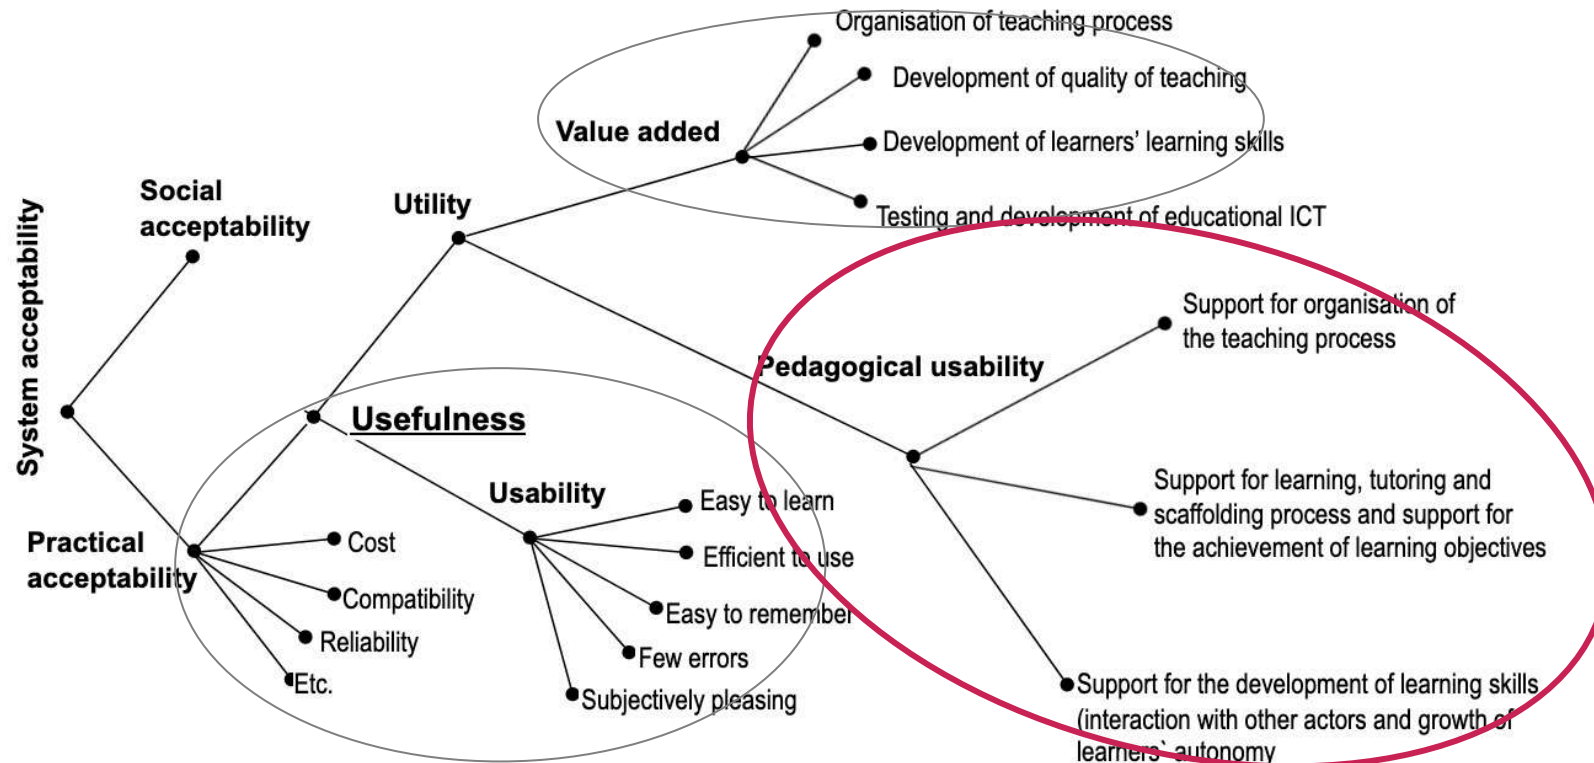 Organisation of teaching process
Development of quality of teaching
Value added
Development of learners' learning skills
Testing and development of educational ICT
Social
acceptability
Utility
System acceptability
Support for organisation of
the teaching process
Pedagogical usability
Usefulness
Usability
Easy to learn
Efficient to use
Easy to remember
Few errors
Subjectively pleasing
Practical
acceptability
Cost
Compatibility
Reliability
Etc.
Support for learning, tutoring and
scaffolding process and support for
the achievement of learning objectives
Support for the development of learning skills
(interaction with other actors and growth of
learners` autonomy